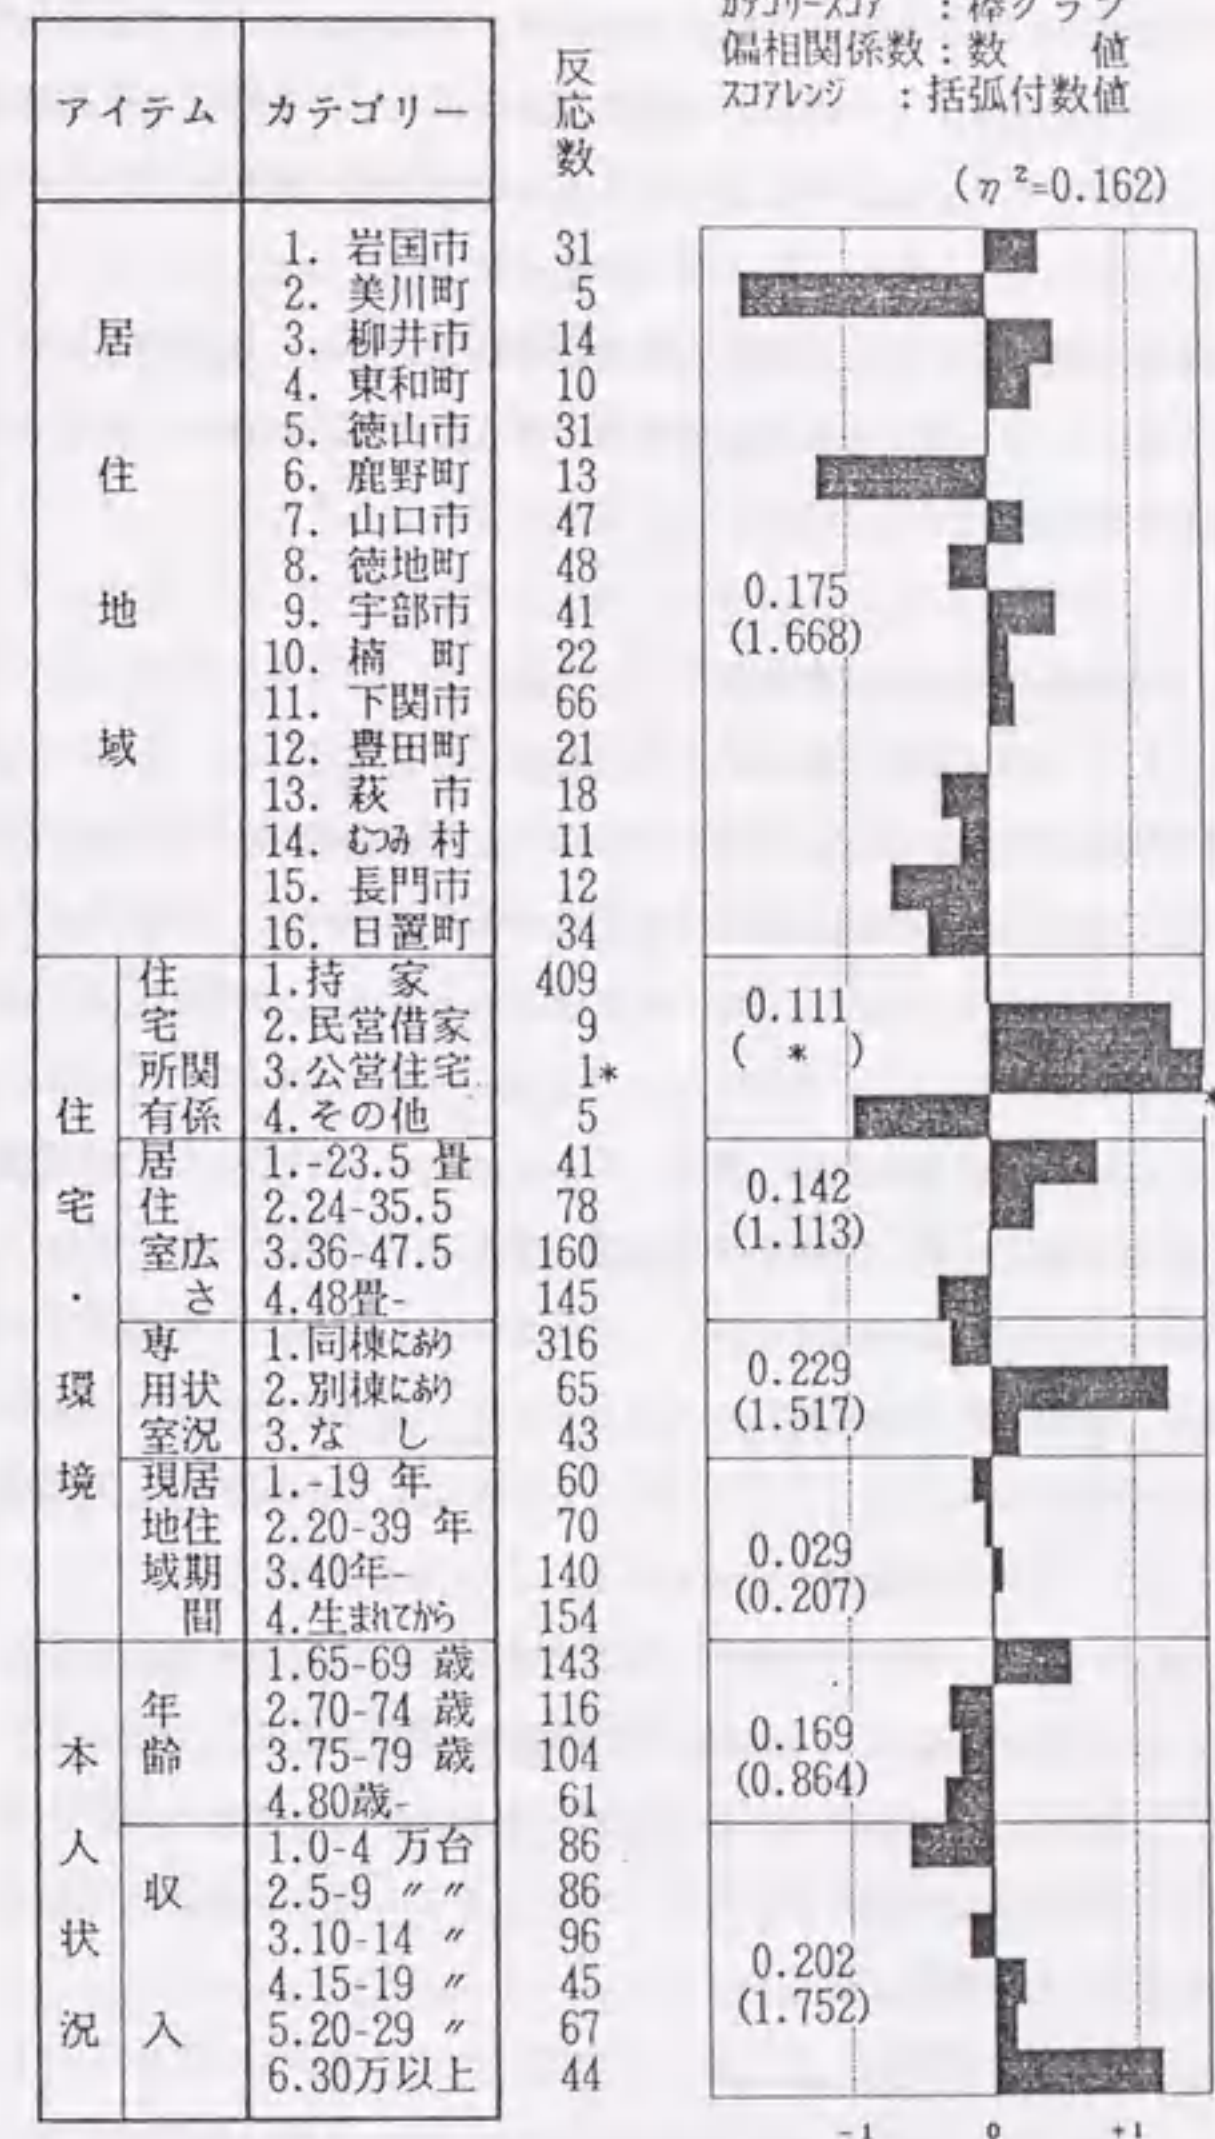 カテゴリースコア : 棒グラフ
偏相関係数 : 数 値
スコアレンジ : 括弧付数値
(η²=0.162)
アイテム カテゴリー 反応数
居住地域
1. 岩国市 31
2. 美川町 5
3. 柳井市 14
4. 東和町 10
5. 徳山市 31
6. 鹿野町 13
7. 山口市 47
8. 徳地町 48
9. 宇部市 41
10. 楠 町 22
11. 下関市 66
12. 豊田町 21
13. 萩 市 18
14. むつみ 村 11
15. 長門市 12
16. 日置町 34
0.175
(1.668)
住宅・環境
住宅所有関係
1.持 家 409
2.民営借家 9
3.公営住宅 1*
4.その他 5
0.111
( * )
*
居住室広さ
1.-23.5 畳 41
2.24-35.5 78
3.36-47.5 160
4.48畳- 145
0.142
(1.113)
専用室状況
1.同棟にあり 316
2.別棟にあり 65
3.な し 43
0.229
(1.517)
現地域居住期間
1.-19 年 60
2.20-39 年 70
3.40年- 140
4.生まれてから 154
0.029
(0.207)
本人状況
年齢
1.65-69 歳 143
2.70-74 歳 116
3.75-79 歳 104
4.80歳- 61
0.169
(0.864)
収入
1.0-4 万台 86
2.5-9 〃 〃 86
3.10-14 〃 96
4.15-19 〃 45
5.20-29 〃 67
6.30万以上 44
0.202
(1.752)
-1 0 +1